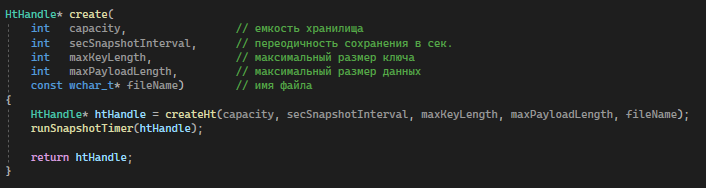 HtHandle* create(
int capacity, // емкость хранилища
int secSnapshotInterval, // переодичность сохранения в сек.
int maxKeyLength, // максимальный размер ключа
int maxPayloadLength, // максимальный размер данных
const wchar_t* fileName) // имя файла
{
HtHandle* htHandle = createHt(capacity, secSnapshotInterval, maxKeyLength, maxPayloadLength, fileName);
runSnapshotTimer(htHandle);
return htHandle;
}